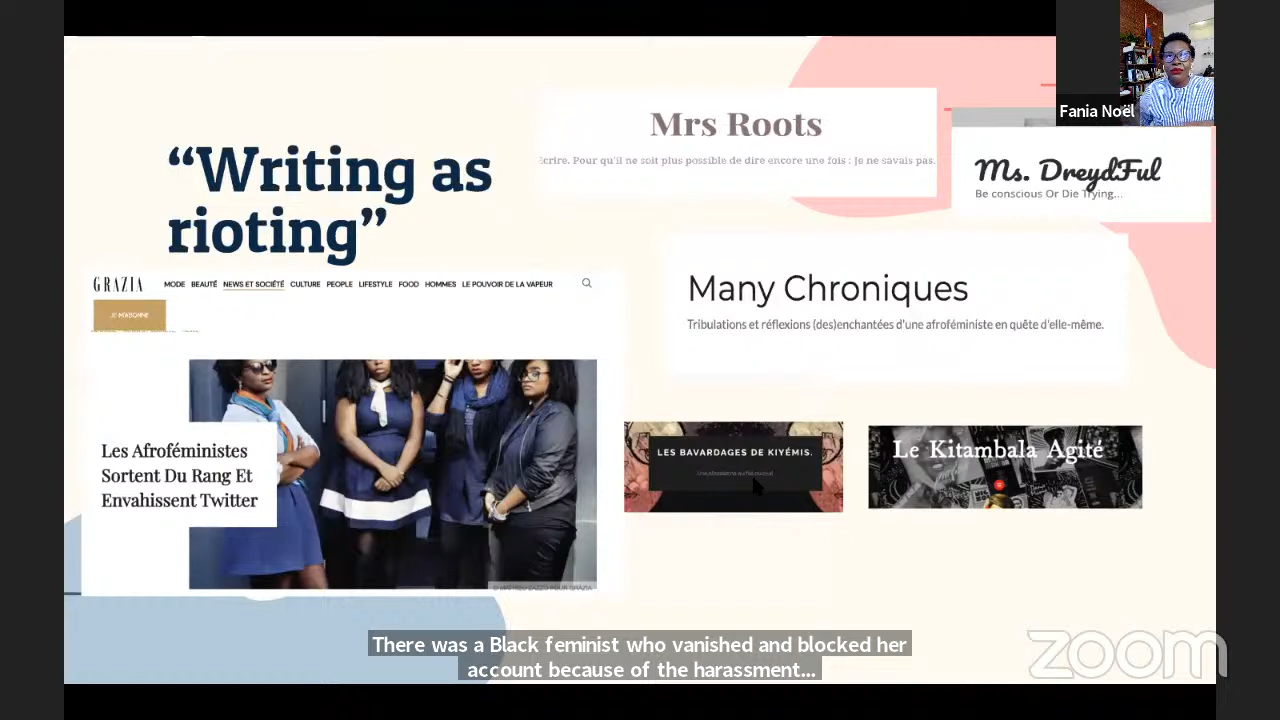 Fania Noël
“Writing as
rioting”
Mrs Roots
Écrire. Pour qu'il ne soit plus possible de dire encore une fois : Je ne savais pas.
Ms. DreydFul
Be conscious Or Die Trying...
GRAZIA
MODE BEAUTÉ NEWS ET SOCIÉTÉ CULTURE PEOPLE LIFESTYLE FOOD HOMMES LE POUVOIR DE LA VAPEUR
JE M'ABONNE
Many Chroniques
Tribulations et réflexions (des)enchantées d'une afroféministe en quête d'elle-même.
Les Afroféministes
Sortent Du Rang Et
Envahissent Twitter
LES BAVARDAGES DE KIYÉMIS.
Le Kitambala Agité
There was a Black feminist who vanished and blocked her
account because of the harassment...
zoom